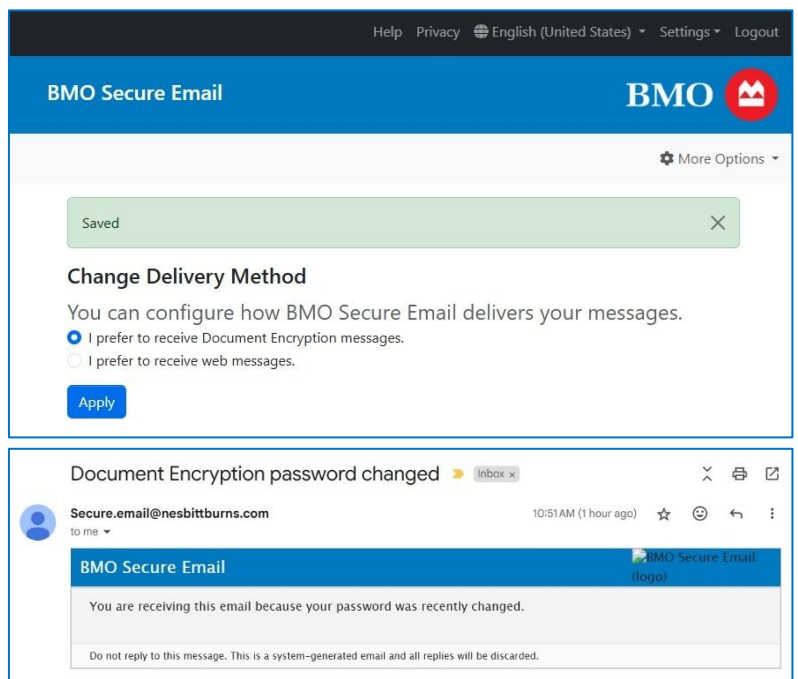 Help Privacy English (United States) Settings Logout
BMO Secure Email BMO
More Options
Saved
Change Delivery Method
You can configure how BMO Secure Email delivers your messages.
I prefer to receive Document Encryption messages.
I prefer to receive web messages.
Apply
Document Encryption password changed Inbox ×
Secure.email@nesbittburns.com 10:51 AM (1 hour ago)
to me
BMO Secure Email BMO Secure Email
(logo)
You are receiving this email because your password was recently changed.
Do not reply to this message. This is a system-generated email and all replies will be discarded.